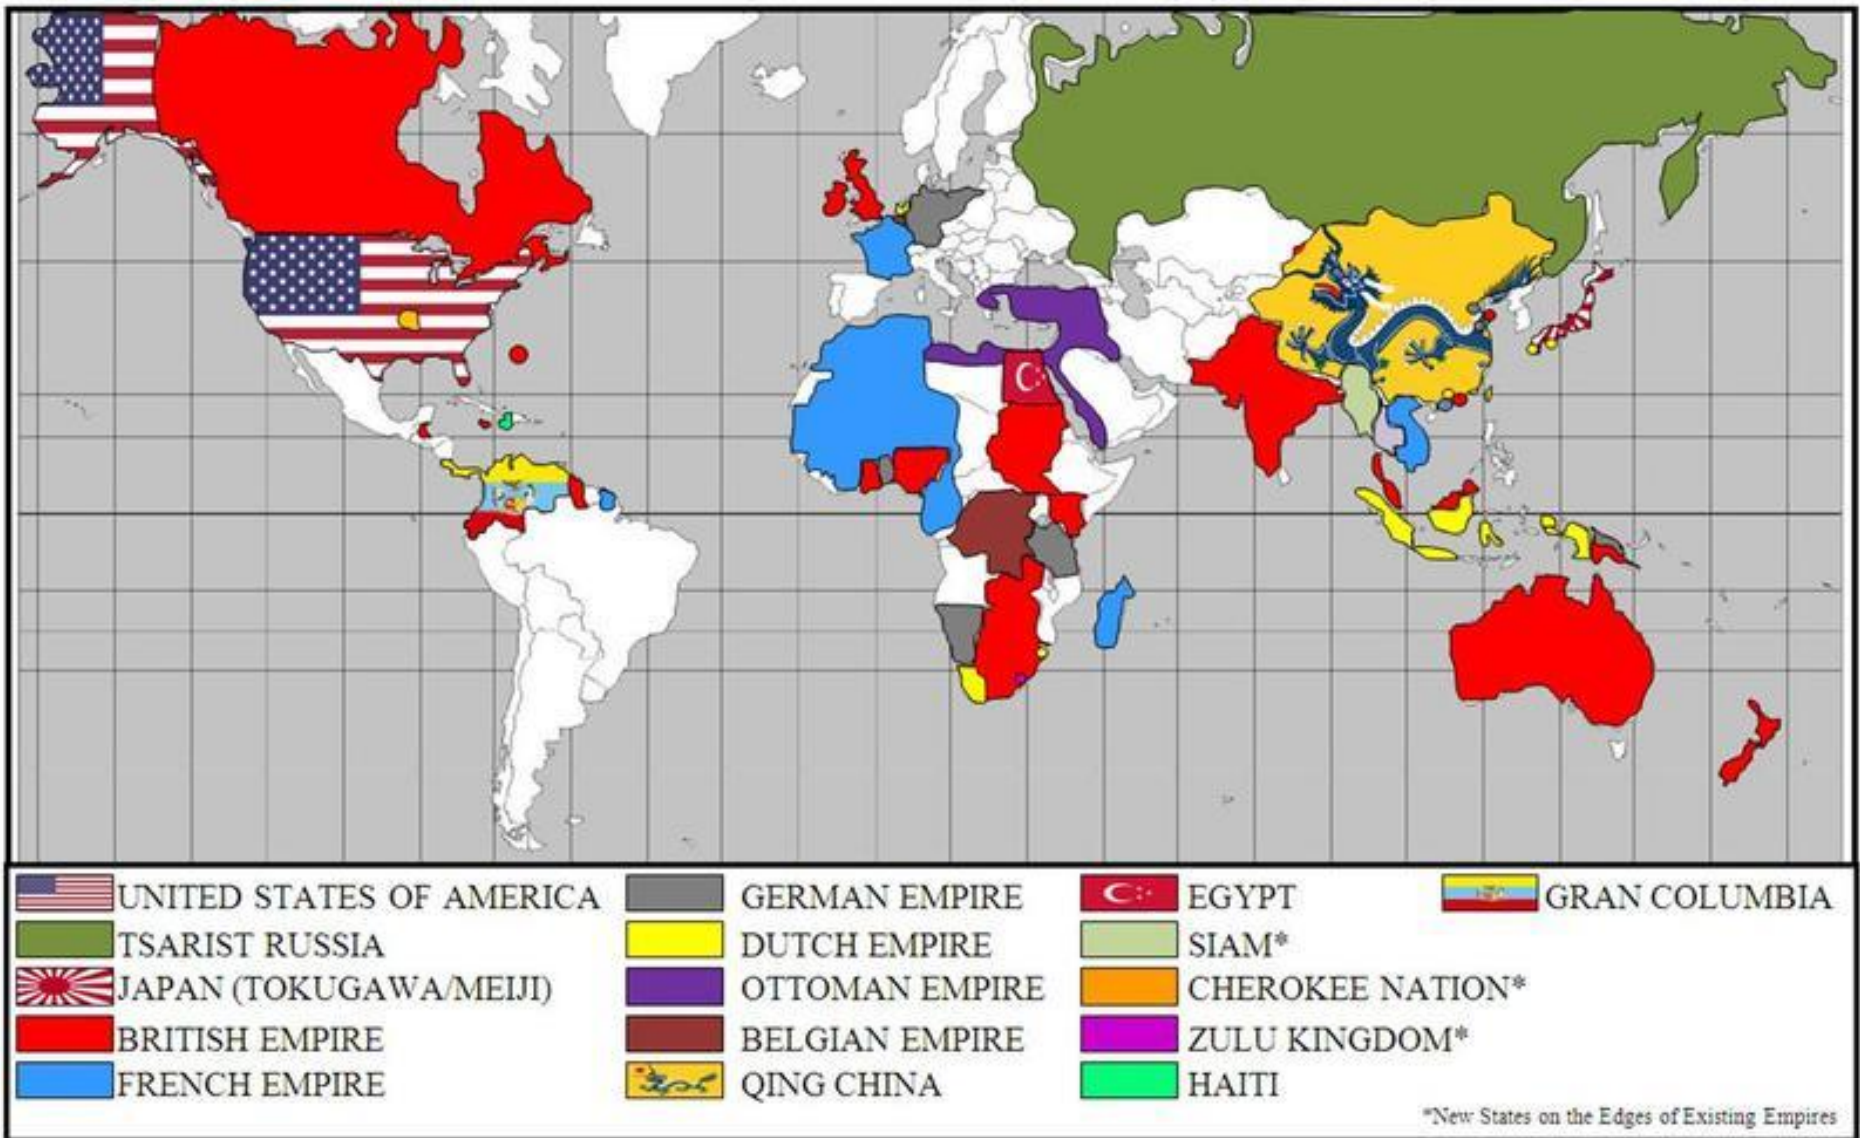 UNITED STATES OF AMERICA
TSARIST RUSSIA
JAPAN (TOKUGAWA/MEIJI)
BRITISH EMPIRE
FRENCH EMPIRE
GERMAN EMPIRE
DUTCH EMPIRE
OTTOMAN EMPIRE
BELGIAN EMPIRE
QING CHINA
EGYPT
SIAM*
CHEROKEE NATION*
ZULU KINGDOM*
HAITI
GRAN COLUMBIA
*New States on the Edges of Existing Empires